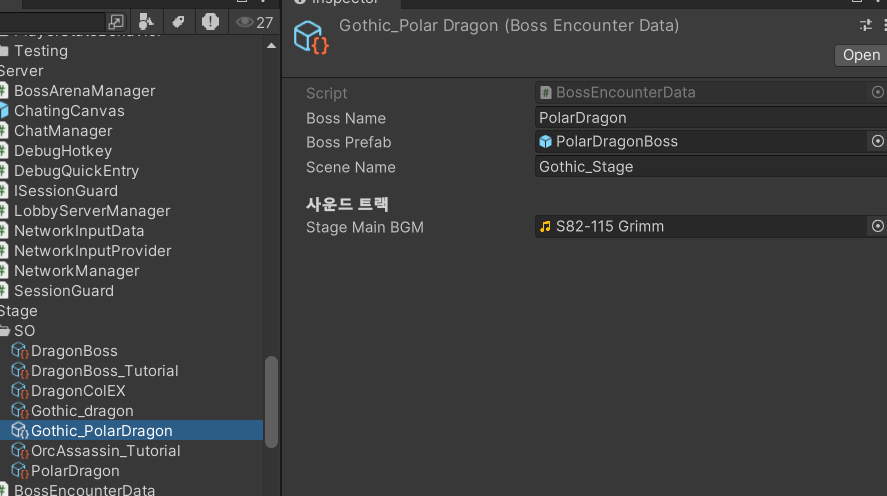 27
Testing
Server
BossArenaManager
ChatingCanvas
ChatManager
DebugHotkey
DebugQuickEntry
ISessionGuard
LobbyServerManager
NetworkInputData
NetworkInputProvider
NetworkManager
SessionGuard
Stage
SO
DragonBoss
DragonBoss_Tutorial
DragonColEX
Gothic_dragon
Gothic_PolarDragon
OrcAssassin_Tutorial
PolarDragon
BossEncounterData
Inspector
Gothic_Polar Dragon (Boss Encounter Data)
Open
Script BossEncounterData
Boss Name PolarDragon
Boss Prefab PolarDragonBoss
Scene Name Gothic_Stage
사운드 트랙
Stage Main BGM S82-115 Grimm